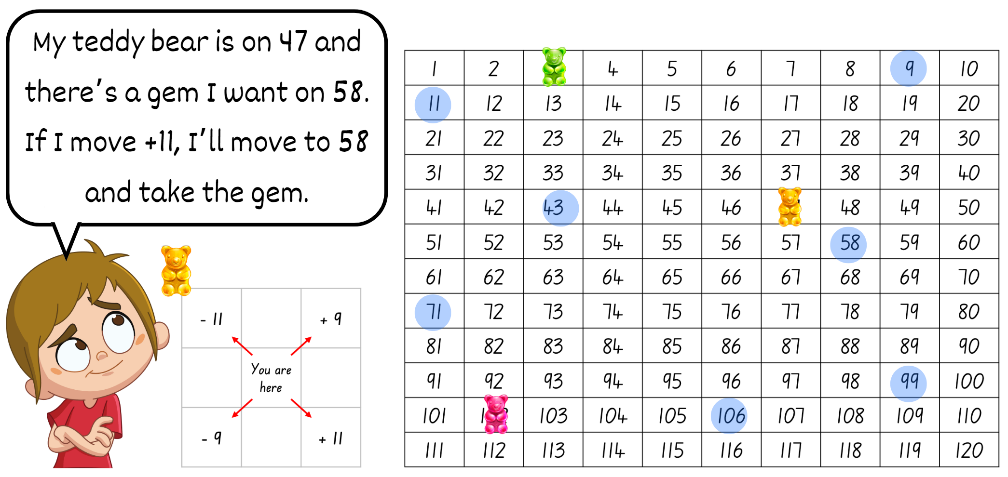 My teddy bear is on 47 and
there's a gem I want on 58.
If I move +11, I'll move to 58
and take the gem.
- 11 + 9
You are
here
- 9 + 11
1 2 4 5 6 7 8 9 10
11 12 13 14 15 16 17 18 19 20
21 22 23 24 25 26 27 28 29 30
31 32 33 34 35 36 37 38 39 40
41 42 43 44 45 46 48 49 50
51 52 53 54 55 56 57 58 59 60
61 62 63 64 65 66 67 68 69 70
71 72 73 74 75 76 77 78 79 80
81 82 83 84 85 86 87 88 89 90
91 92 93 94 95 96 97 98 99 100
101 103 104 105 106 107 108 109 110
111 112 113 114 115 116 117 118 119 120